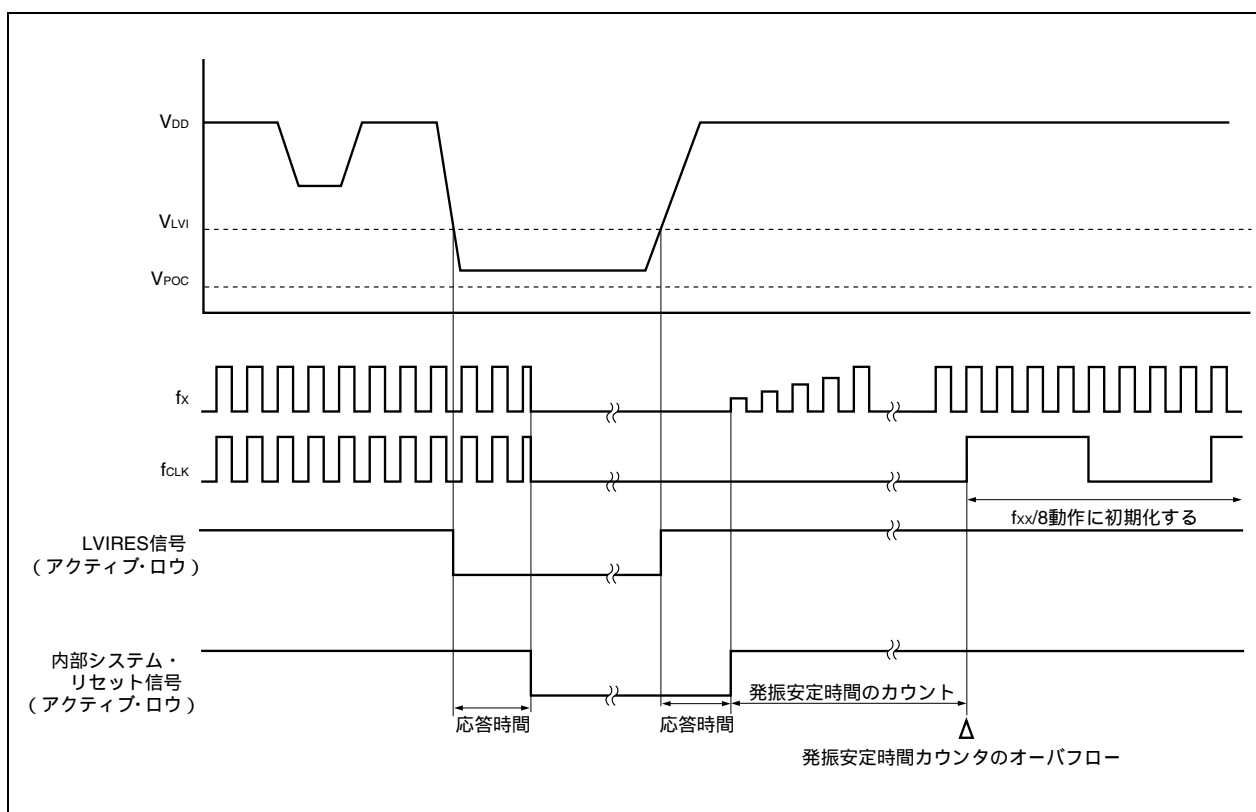 VDD
VLVI
VPOC
fX
fCLK
fXX/8動作に初期化する
LVIRES信号
(アクティブ・ロウ)
内部システム・
リセット信号
(アクティブ・ロウ)
発振安定時間のカウント
応答時間
応答時間
発振安定時間カウンタのオーバフロー